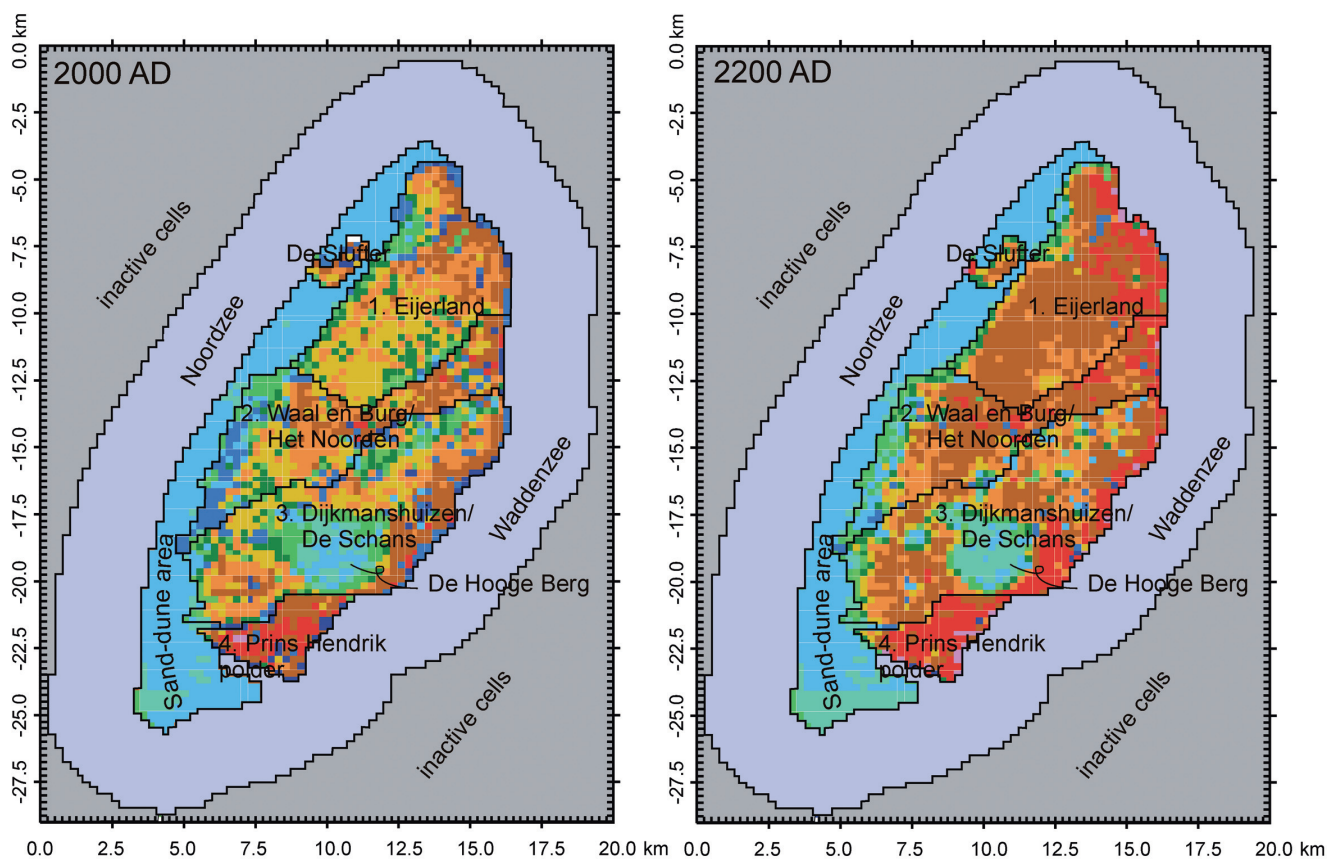 2000 AD
0.0 km
-2.5
-5.0
-7.5
-10.0
-12.5
-15.0
-17.5
-20.0
-22.5
-25.0
-27.5
inactive cells
Noordzee
De Slufter
1. Eijerland
2. Waal en Burg/
Het Noorden
3. Dijkmanshuizen/
De Schans
Waddenzee
De Hooge Berg
Sand-dune area
4. Prins Hendrik
polder
inactive cells
0.0
2.5
5.0
7.5
10.0
12.5
15.0
17.5
20.0 km
2200 AD
0.0 km
-2.5
-5.0
-7.5
-10.0
-12.5
-15.0
-17.5
-20.0
-22.5
-25.0
-27.5
inactive cells
Noordzee
De Slufter
1. Eijerland
2. Waal en Burg/
Het Noorden
3. Dijkmanshuizen/
De Schans
Waddenzee
De Hooge Berg
Sand-dune area
4. Prins Hendrik
polder
inactive cells
0.0
2.5
5.0
7.5
10.0
12.5
15.0
17.5
20.0 km